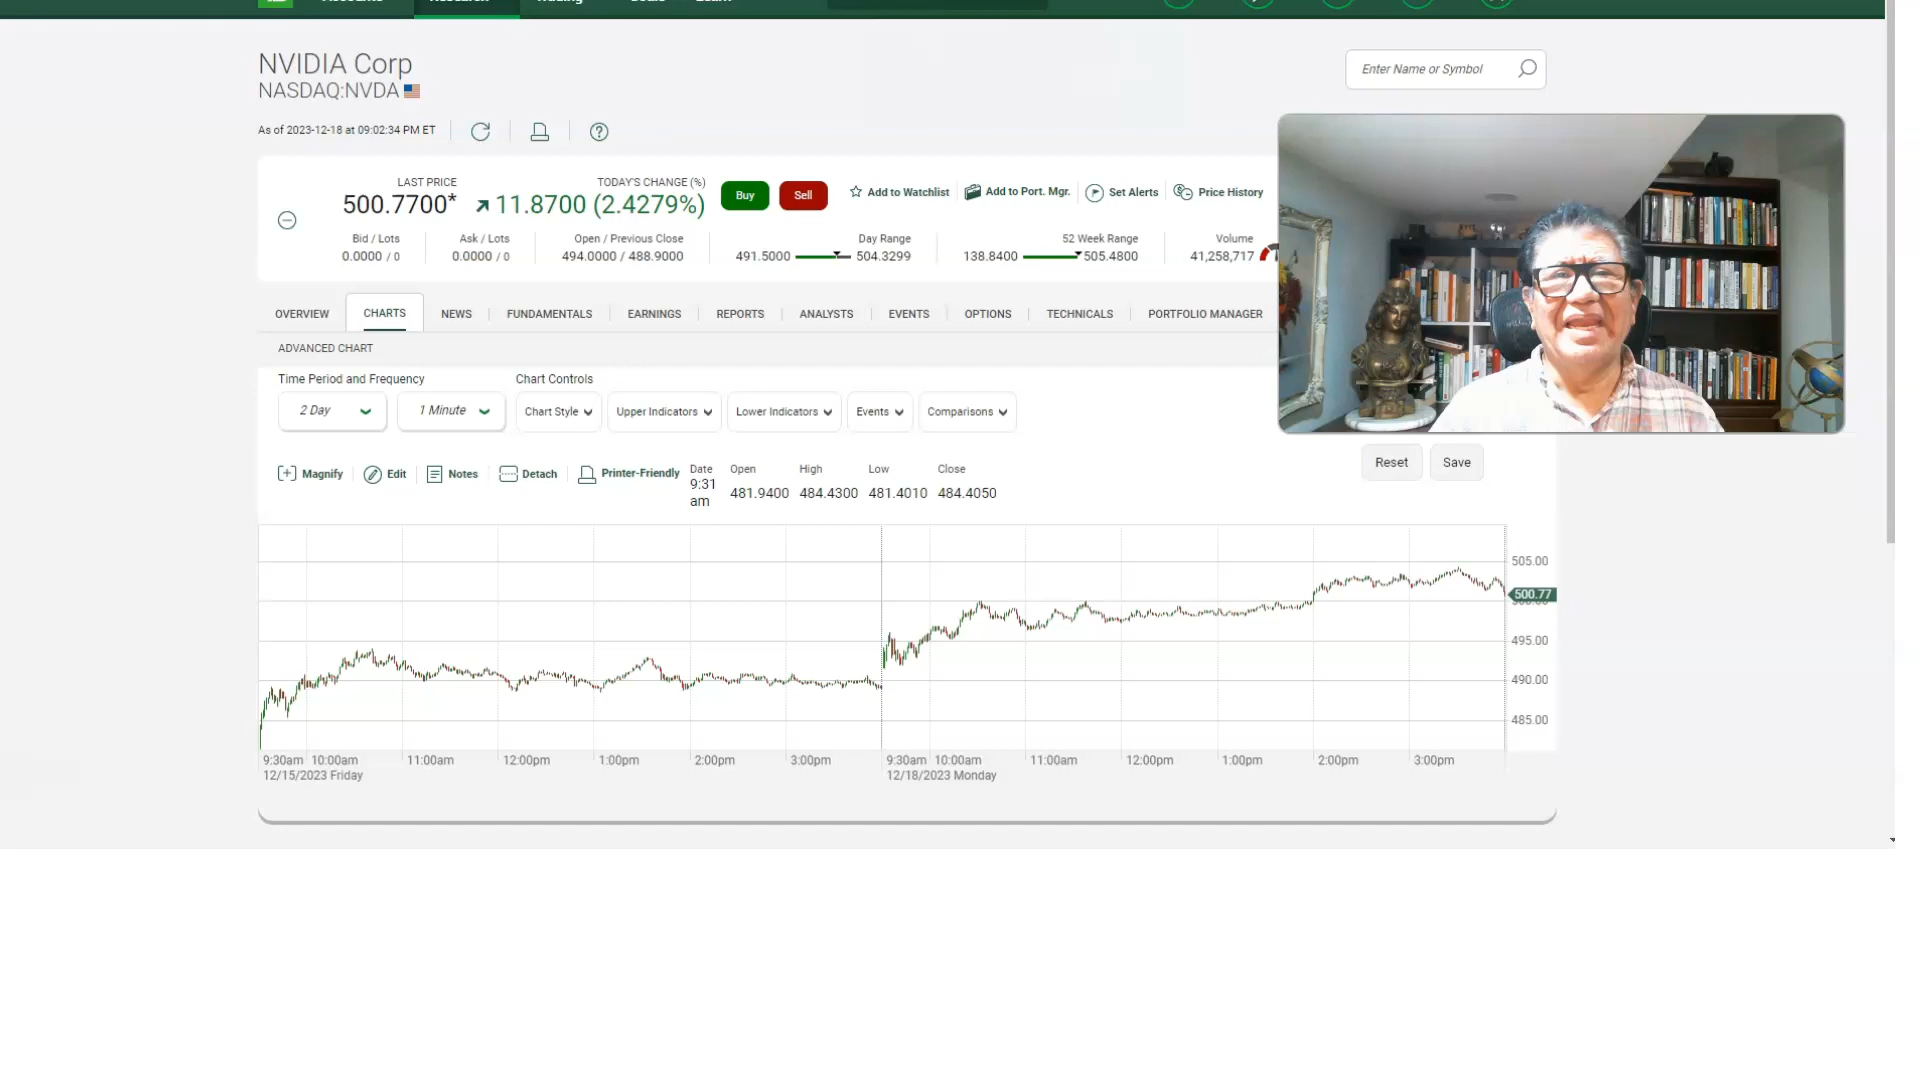 NVIDIA Corp
NASDAQ:NVDA
Enter Name or Symbol
As of 2023-12-18 at 09:02:34 PM ET
LAST PRICE
500.7700*
TODAY'S CHANGE (%)
11.8700 (2.4279%)
Buy
Sell
Add to Watchlist
Add to Port. Mgr.
Set Alerts
Price History
Bid / Lots
0.0000 / 0
Ask / Lots
0.0000 / 0
Open / Previous Close
494.0000 / 488.9000
Day Range
491.5000 504.3299
52 Week Range
138.8400 505.4800
Volume
41,258,717
OVERVIEW CHARTS NEWS FUNDAMENTALS EARNINGS REPORTS ANALYSTS EVENTS OPTIONS TECHNICALS PORTFOLIO MANAGER
ADVANCED CHART
Time Period and Frequency Chart Controls
2 Day 1 Minute Chart Style Upper Indicators Lower Indicators Events Comparisons
Reset Save
Magnify Edit Notes Detach Printer-Friendly
Date Open High Low Close
9:31 am 481.9400 484.4300 481.4010 484.4050
505.00
500.77
495.00
490.00
485.00
9:30am 10:00am 11:00am 12:00pm 1:00pm 2:00pm 3:00pm 9:30am 10:00am 11:00am 12:00pm 1:00pm 2:00pm 3:00pm
12/15/2023 Friday 12/18/2023 Monday